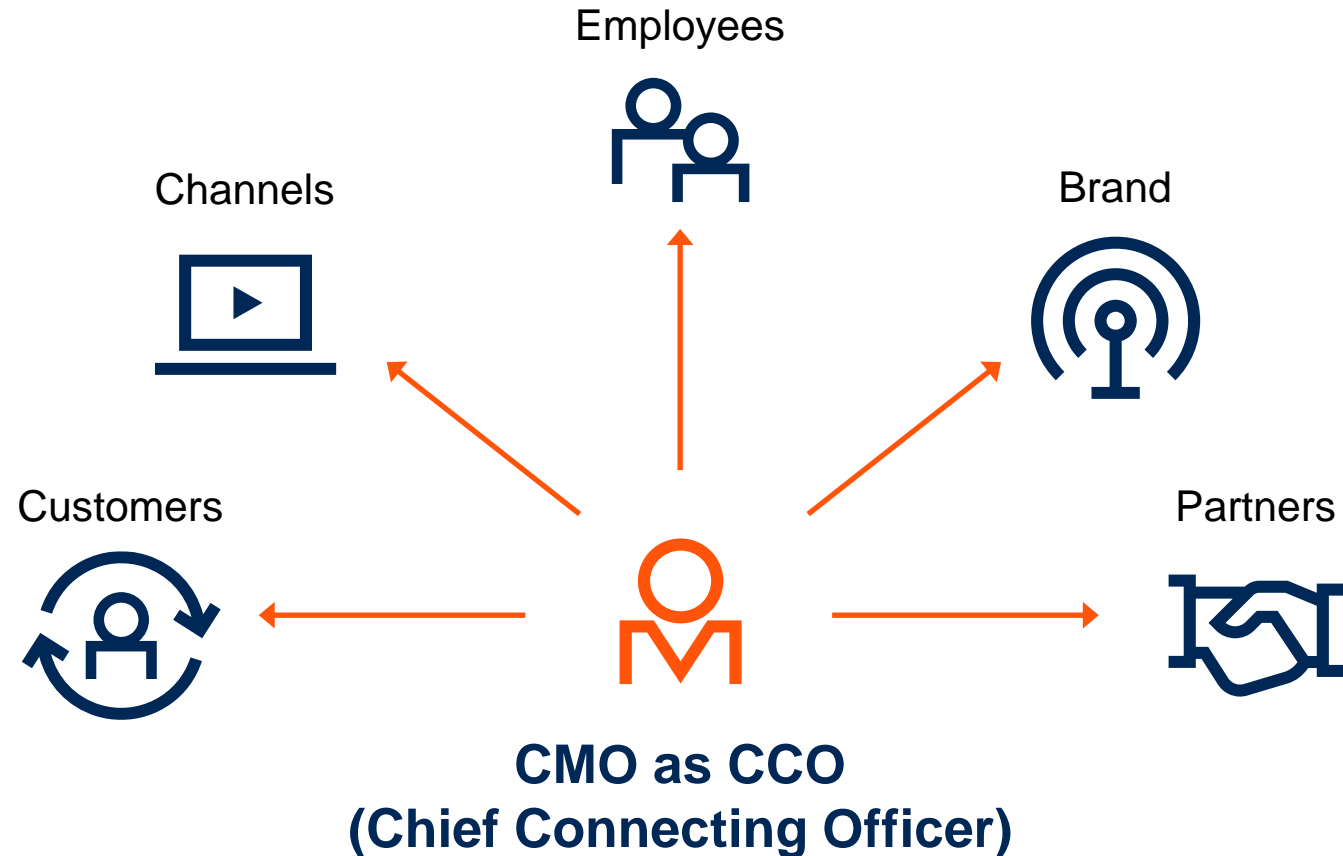 Employees
Channels
Brand
Customers
Partners
CMO as CCO
(Chief Connecting Officer)